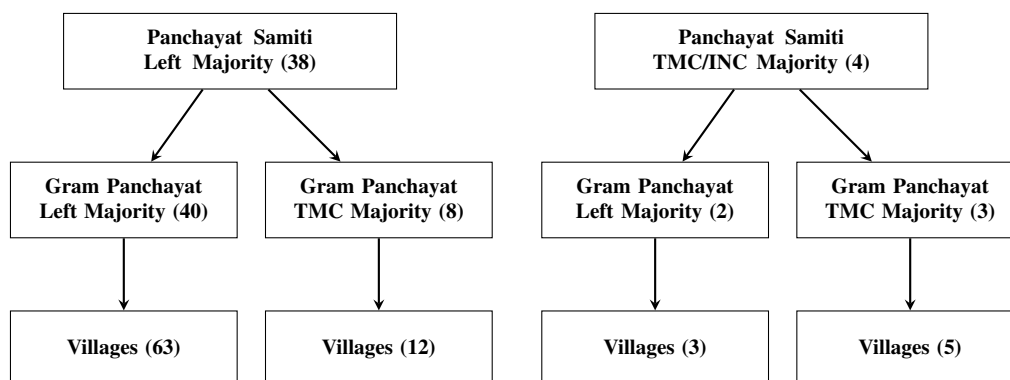 Panchayat Samiti
Left Majority (38)
Panchayat Samiti
TMC/INC Majority (4)
Gram Panchayat
Left Majority (40)
Gram Panchayat
TMC Majority (8)
Gram Panchayat
Left Majority (2)
Gram Panchayat
TMC Majority (3)
Villages (63)
Villages (12)
Villages (3)
Villages (5)